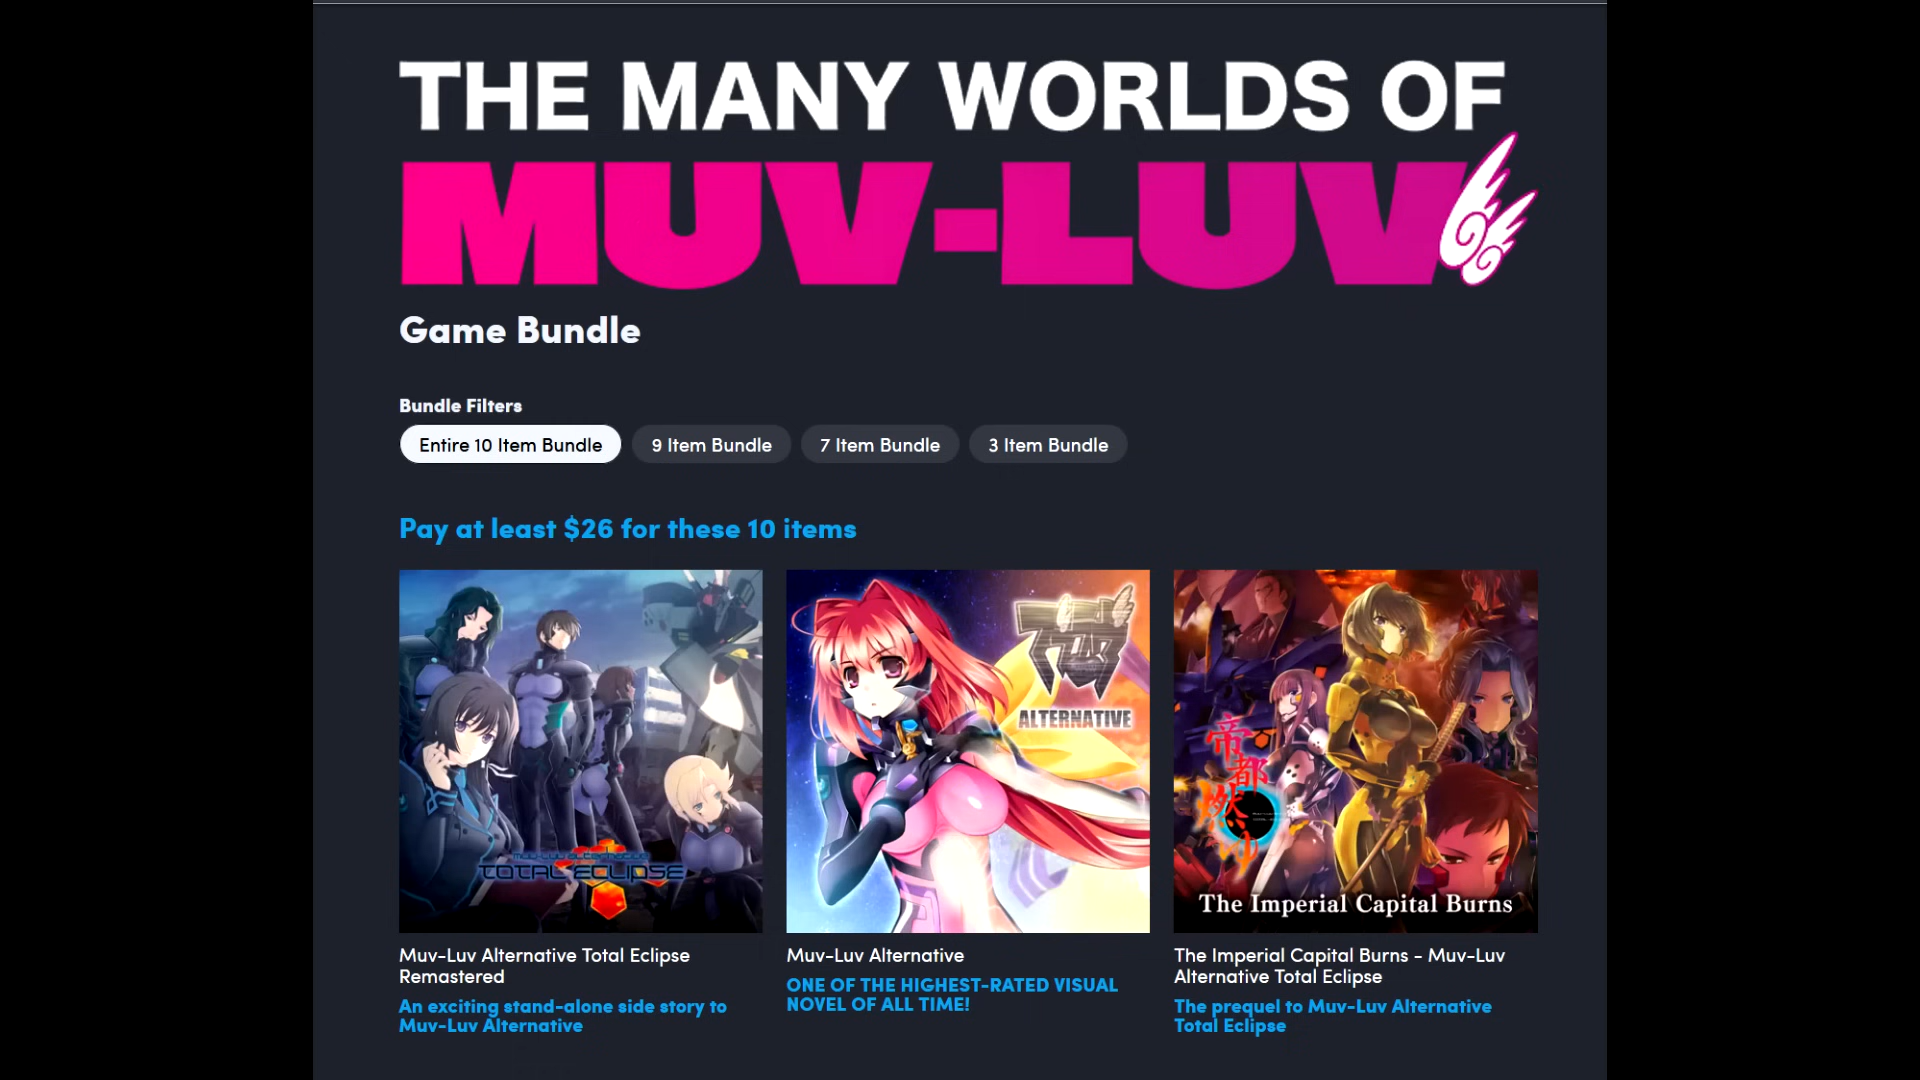 THE MANY WORLDS OF
MUV-LUV
Game Bundle
Bundle Filters
Entire 10 Item Bundle
9 Item Bundle
7 Item Bundle
3 Item Bundle
Pay at least $26 for these 10 items
TOTAL ECLIPSE
ALTERNATIVE
帝都燃ゆ
The Imperial Capital Burns
Muv-Luv Alternative Total Eclipse
Remastered
An exciting stand-alone side story to
Muv-Luv Alternative
Muv-Luv Alternative
ONE OF THE HIGHEST-RATED VISUAL
NOVEL OF ALL TIME!
The Imperial Capital Burns - Muv-Luv
Alternative Total Eclipse
The prequel to Muv-Luv Alternative
Total Eclipse